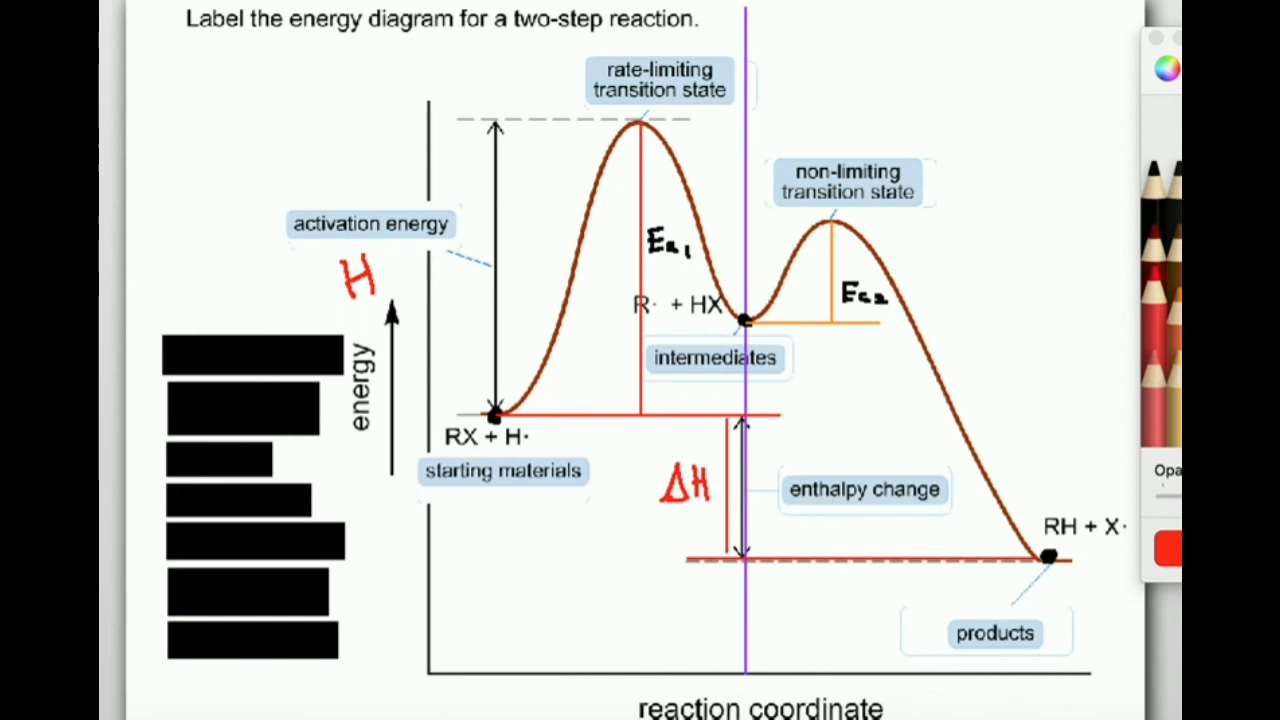 Label the energy diagram for a two-step reaction.
rate-limiting
transition state
non-limiting
transition state
activation energy
H
Ea1
Ea2
R· + HX
intermediates
energy
RX + H·
starting materials
ΔH
enthalpy change
RH + X·
products
reaction coordinate
Opa